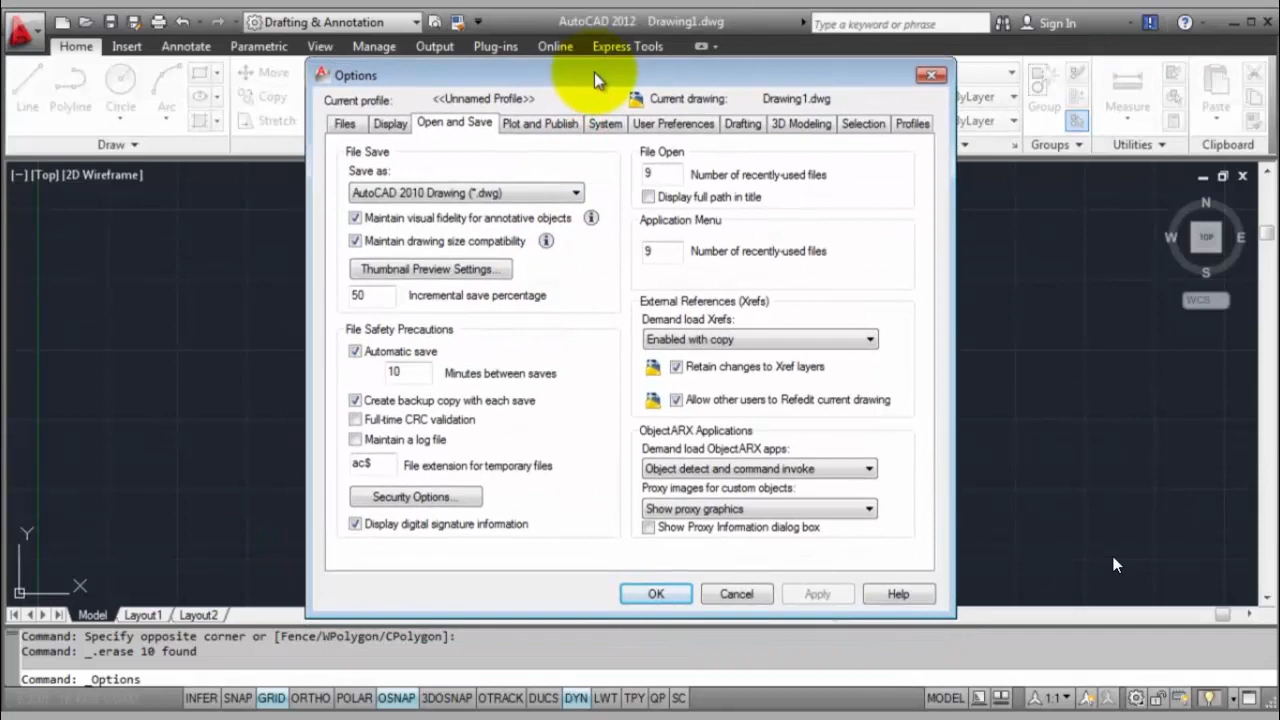 Drafting & Annotation
AutoCAD 2012 Drawing1.dwg
Type a keyword or phrase
Sign In
Home Insert Annotate Parametric View Manage Output Plug-ins Online Express Tools
Line Polyline Circle Arc
Move
Copy
Stretch
Draw
Options
Current profile: <<Unnamed Profile>> Current drawing: Drawing1.dwg
Files Display Open and Save Plot and Publish System User Preferences Drafting 3D Modeling Selection Profiles
File Save
Save as:
AutoCAD 2010 Drawing (*.dwg)
Maintain visual fidelity for annotative objects
Maintain drawing size compatibility
Thumbnail Preview Settings...
50 Incremental save percentage
File Safety Precautions
Automatic save
10 Minutes between saves
Create backup copy with each save
Full-time CRC validation
Maintain a log file
ac$ File extension for temporary files
Security Options...
Display digital signature information
File Open
9 Number of recently-used files
Display full path in title
Application Menu
9 Number of recently-used files
External References (Xrefs)
Demand load Xrefs:
Enabled with copy
Retain changes to Xref layers
Allow other users to Refedit current drawing
ObjectARX Applications
Demand load ObjectARX apps:
Object detect and command invoke
Proxy images for custom objects:
Show proxy graphics
Show Proxy Information dialog box
OK Cancel Apply Help
yLayer
yLayer
Group Measure Paste
Groups Utilities Clipboard
[−] [Top] [2D Wireframe]
N
W TOP E
S
WCS
Y
X
Model Layout1 Layout2
Command: Specify opposite corner or [Fence/WPolygon/CPolygon]:
Command: _.erase 10 found
Command: _Options
INFER SNAP GRID ORTHO POLAR OSNAP 3DOSNAP OTRACK DUCS DYN LWT TPY QP SC
MODEL 1:1